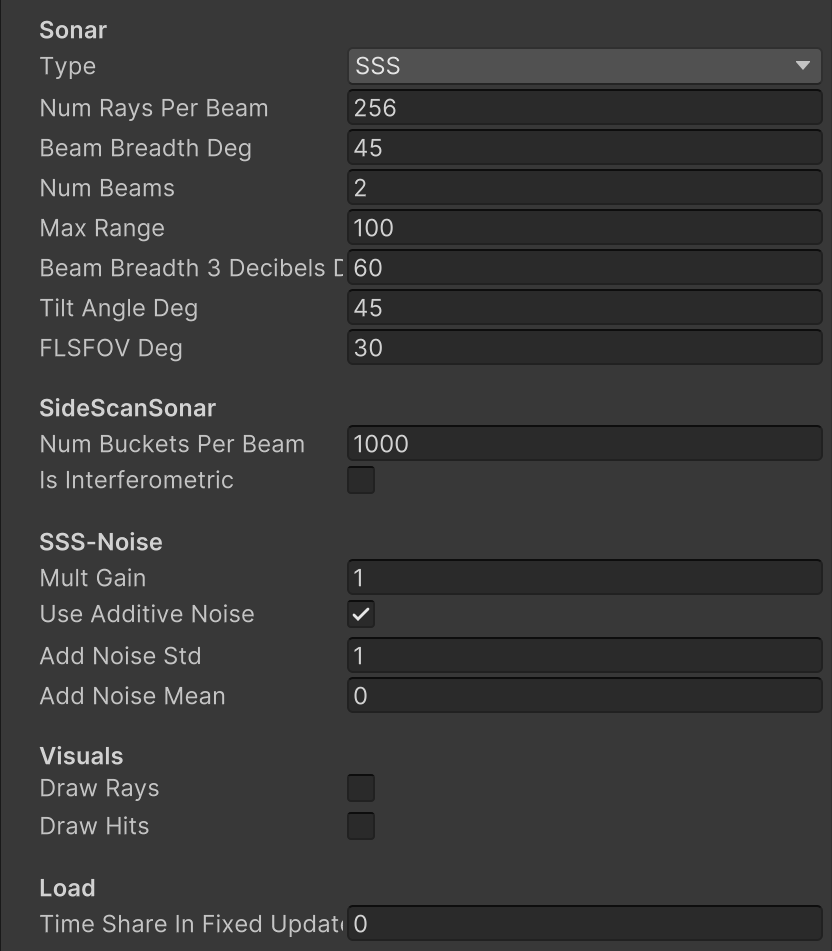 Sonar
Type SSS
Num Rays Per Beam 256
Beam Breadth Deg 45
Num Beams 2
Max Range 100
Beam Breadth 3 Decibels D 60
Tilt Angle Deg 45
FLSFOV Deg 30
SideScanSonar
Num Buckets Per Beam 1000
Is Interferometric
SSS-Noise
Mult Gain 1
Use Additive Noise
Add Noise Std 1
Add Noise Mean 0
Visuals
Draw Rays
Draw Hits
Load
Time Share In Fixed Update 0